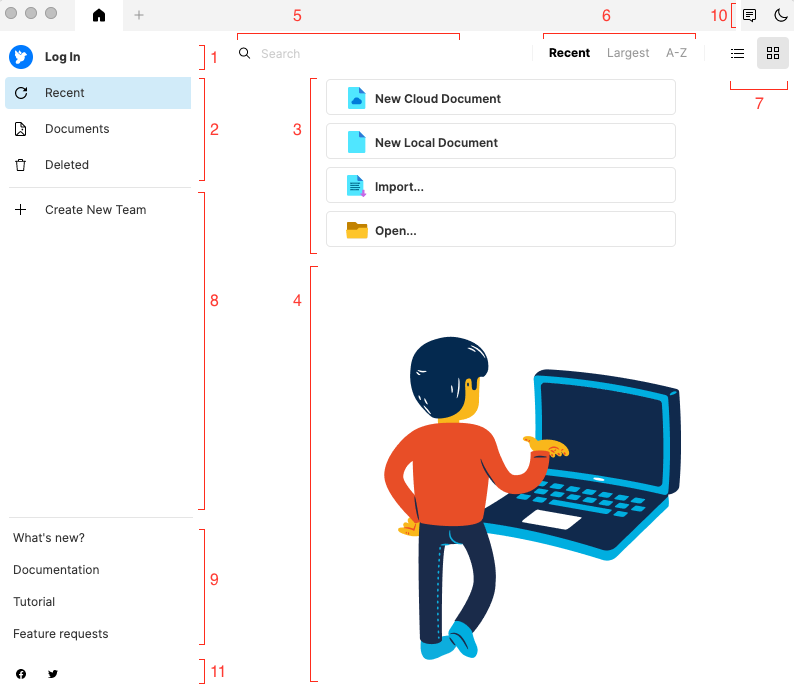 5
6
10
1
Log In
Search
Recent
Largest
A-Z
7
Recent
2
3
New Cloud Document
Documents
New Local Document
Deleted
Import...
Create New Team
Open...
8
4
What's new?
Documentation
9
Tutorial
Feature requests
11